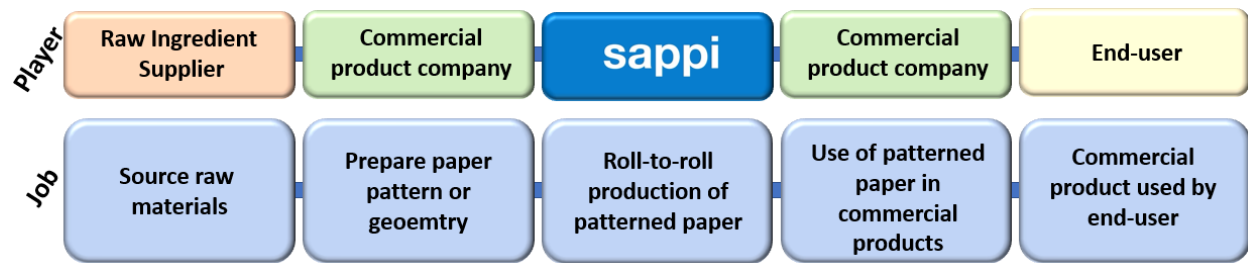 Player
Raw Ingredient
Supplier
Commercial
product company
sappi
Commercial
product company
End-user
Job
Source raw
materials
Prepare paper
pattern or
geoemtry
Roll-to-roll
production of
patterned paper
Use of patterned
paper in
commercial
products
Commercial
product used by
end-user